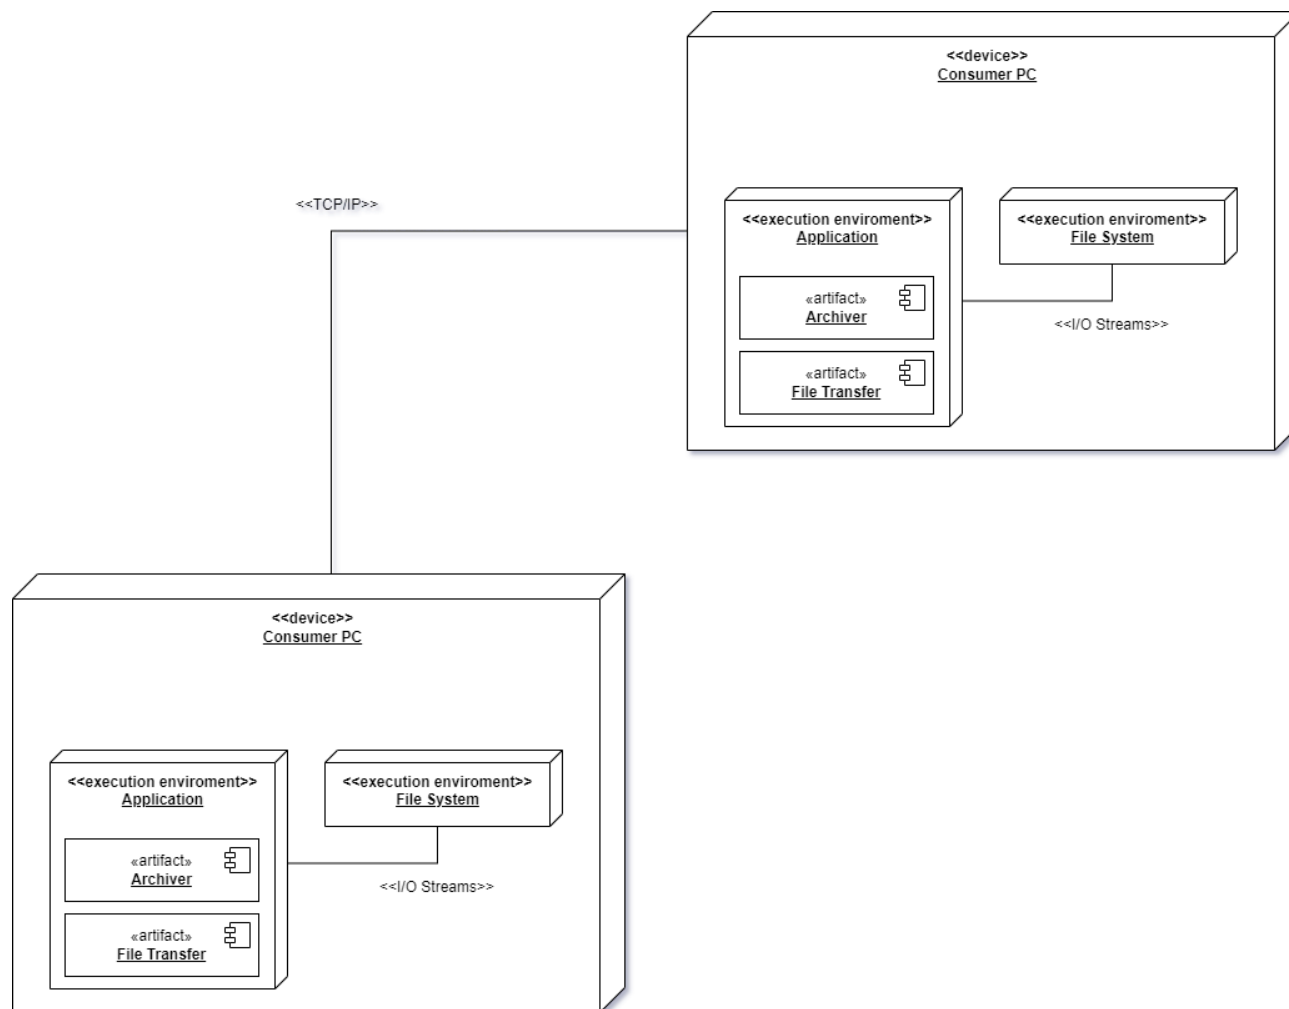 <<device>>
Consumer PC
<<TCP/IP>>
<<execution enviroment>>
Application
<<execution enviroment>>
File System
«artifact»
Archiver
<<I/O Streams>>
«artifact»
File Transfer
<<device>>
Consumer PC
<<execution enviroment>>
Application
<<execution enviroment>>
File System
«artifact»
Archiver
<<I/O Streams>>
«artifact»
File Transfer